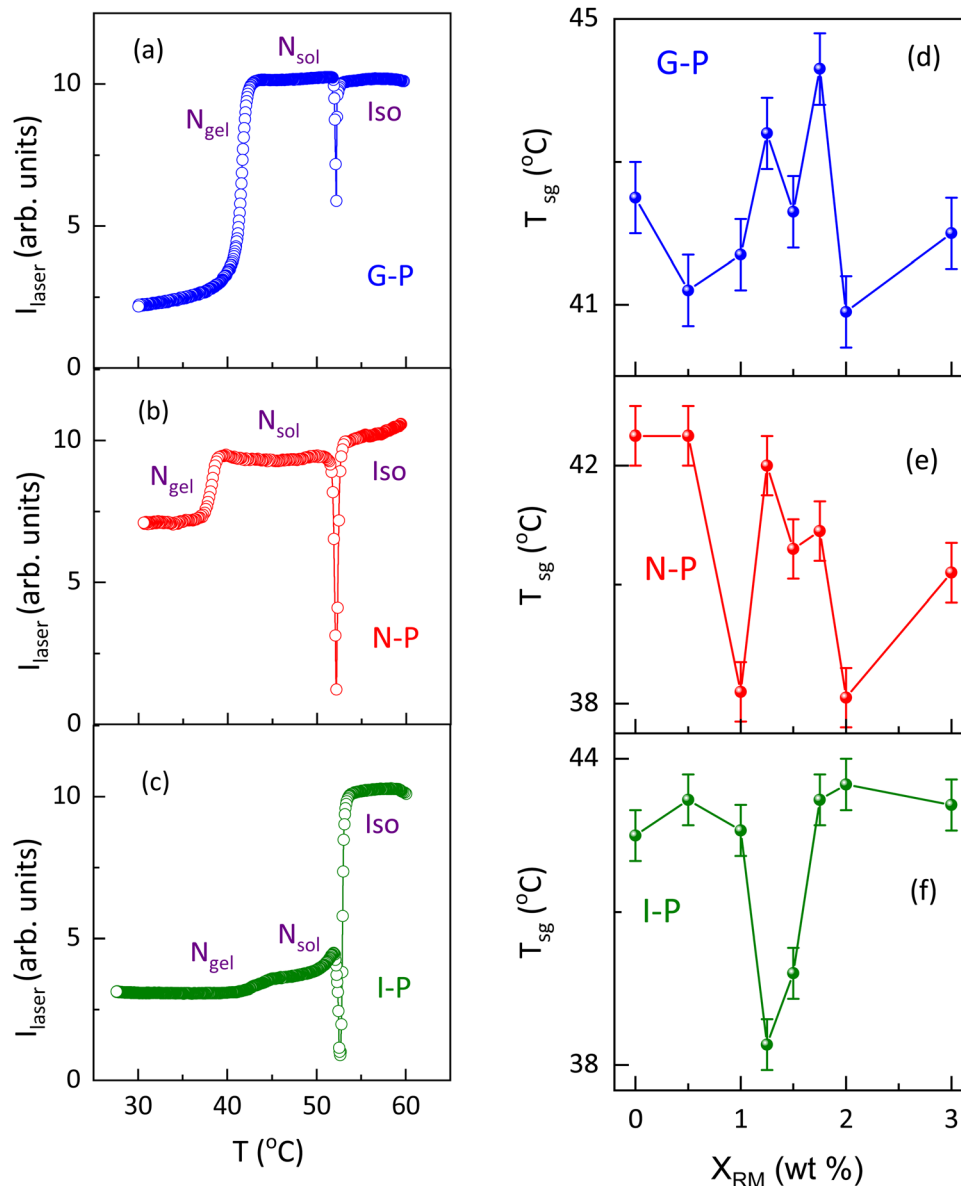 (a)
N_sol
N_gel
Iso
G-P
I_laser (arb. units)
10
5
0
(b)
N_sol
N_gel
Iso
N-P
I_laser (arb. units)
10
5
0
(c)
N_sol
N_gel
Iso
I-P
I_laser (arb. units)
10
5
0
30 40 50 60
T (°C)
(d)
G-P
T_sg (°C)
45
41
(e)
N-P
T_sg (°C)
42
38
(f)
I-P
T_sg (°C)
44
38
0 1 2 3
X_RM (wt %)